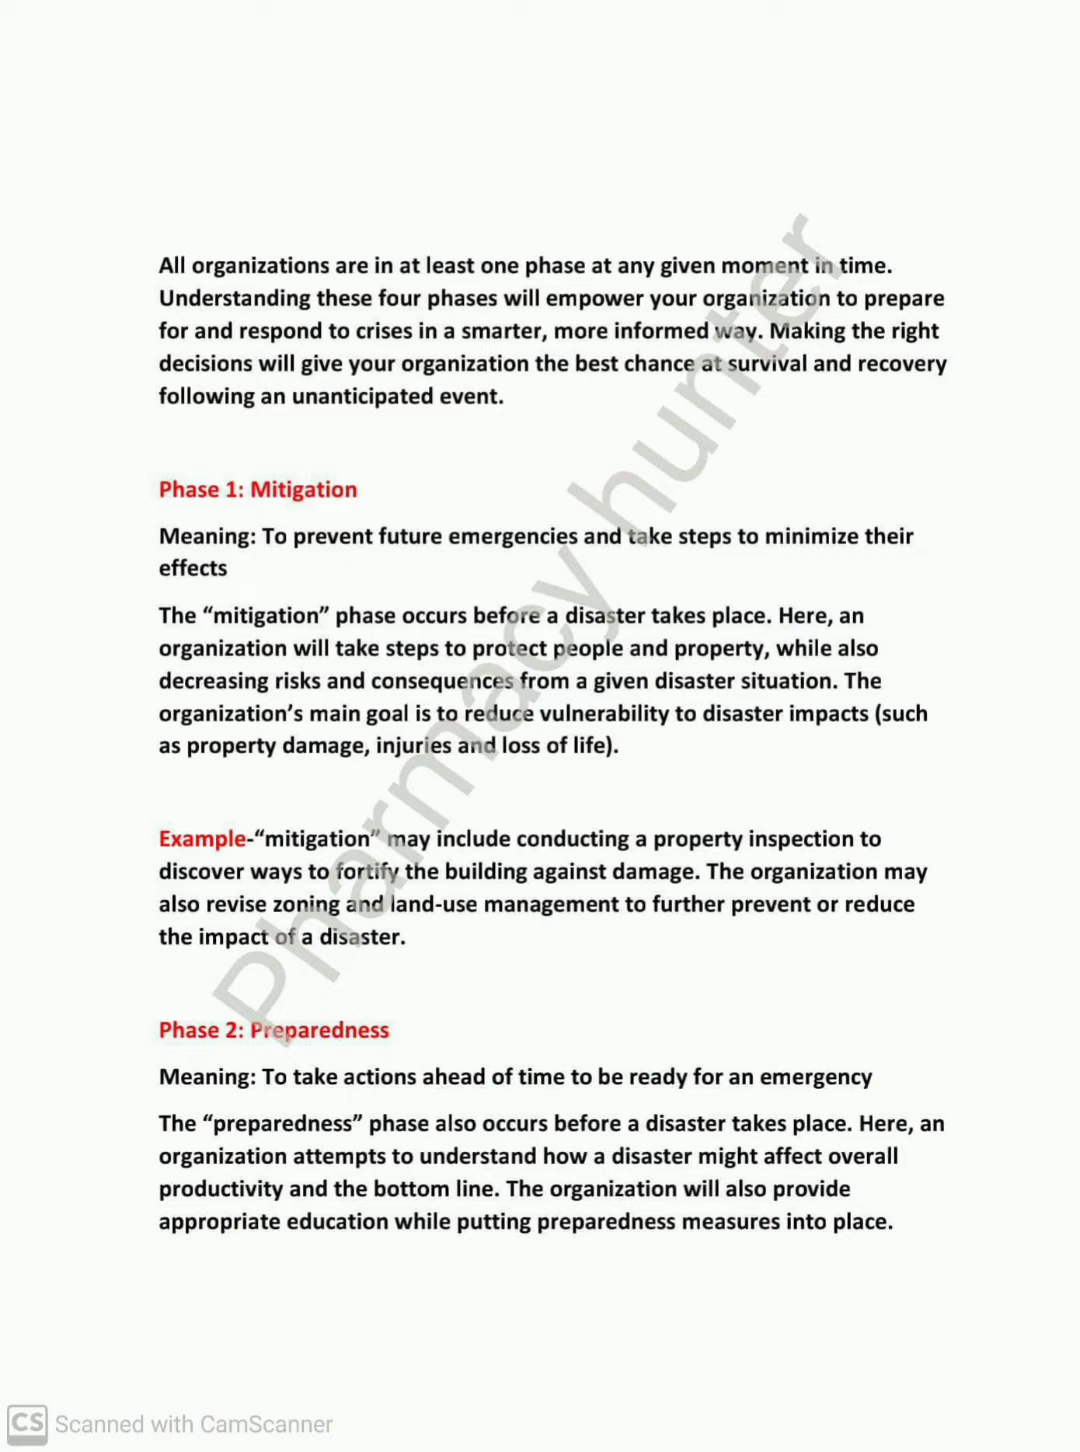 All organizations are in at least one phase at any given moment in time.
Understanding these four phases will empower your organization to prepare
for and respond to crises in a smarter, more informed way. Making the right
decisions will give your organization the best chance at survival and recovery
following an unanticipated event.
Phase 1: Mitigation
Meaning: To prevent future emergencies and take steps to minimize their
effects
The “mitigation” phase occurs before a disaster takes place. Here, an
organization will take steps to protect people and property, while also
decreasing risks and consequences from a given disaster situation. The
organization’s main goal is to reduce vulnerability to disaster impacts (such
as property damage, injuries and loss of life).
Example-“mitigation” may include conducting a property inspection to
discover ways to fortify the building against damage. The organization may
also revise zoning and land-use management to further prevent or reduce
the impact of a disaster.
Phase 2: Preparedness
Meaning: To take actions ahead of time to be ready for an emergency
The “preparedness” phase also occurs before a disaster takes place. Here, an
organization attempts to understand how a disaster might affect overall
productivity and the bottom line. The organization will also provide
appropriate education while putting preparedness measures into place.
Pharmacy hunter
CS Scanned with CamScanner